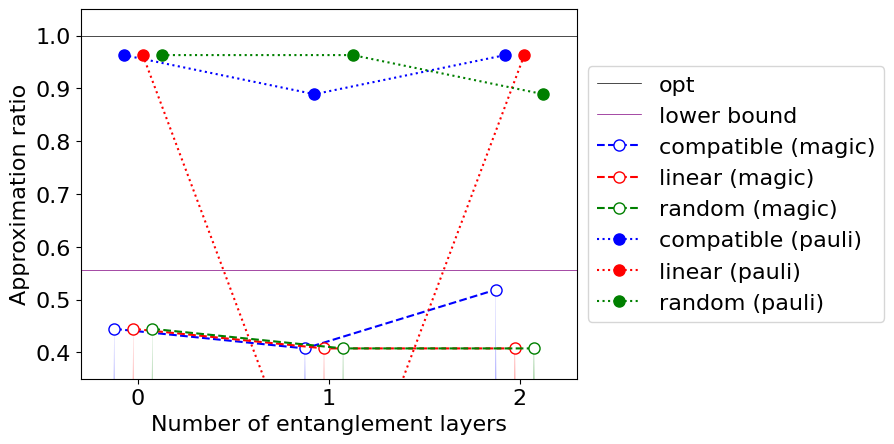 Approximation ratio
1.0
0.9
0.8
0.7
0.6
0.5
0.4
0
1
2
Number of entanglement layers
opt
lower bound
compatible (magic)
linear (magic)
random (magic)
compatible (pauli)
linear (pauli)
random (pauli)